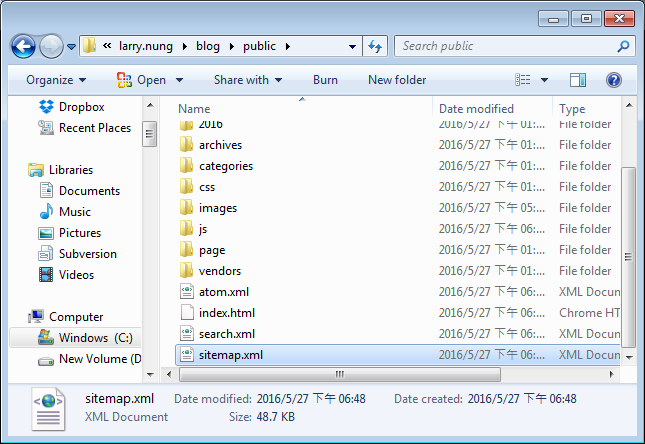 larry.nung blog public Search public
Organize Open Share with Burn New folder
Dropbox
Recent Places
Libraries
Documents
Music
Pictures
Subversion
Videos
Computer
Windows (C:)
New Volume (D
Name Date modified Type
2016 2016/5/27 下午 01:... File folder
archives 2016/5/27 下午 01:... File folder
categories 2016/5/27 下午 01:... File folder
css 2016/5/27 下午 01:... File folder
images 2016/5/27 下午 05:... File folder
js 2016/5/27 下午 06:... File folder
page 2016/5/27 下午 01:... File folder
vendors 2016/5/27 下午 01:... File folder
atom.xml 2016/5/27 下午 06:... XML Docum
index.html 2016/5/27 下午 06:... Chrome HT
search.xml 2016/5/27 下午 06:... XML Docum
sitemap.xml 2016/5/27 下午 06:... XML Docum
sitemap.xml Date modified: 2016/5/27 下午 06:48 Date created: 2016/5/27 下午 06:48
XML Document Size: 48.7 KB